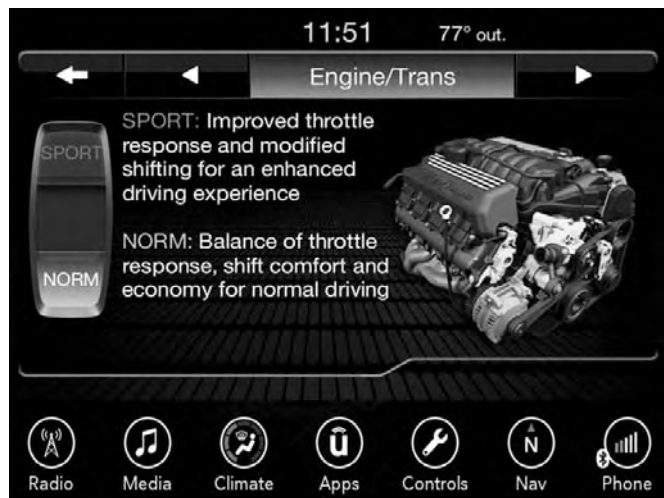 11:51 77° out.
Engine/Trans
SPORT: Improved throttle
response and modified
shifting for an enhanced
driving experience
SPORT
NORM: Balance of throttle
response, shift comfort and
economy for normal driving
NORM
û
N
Radio Media Climate Apps Controls Nav Phone